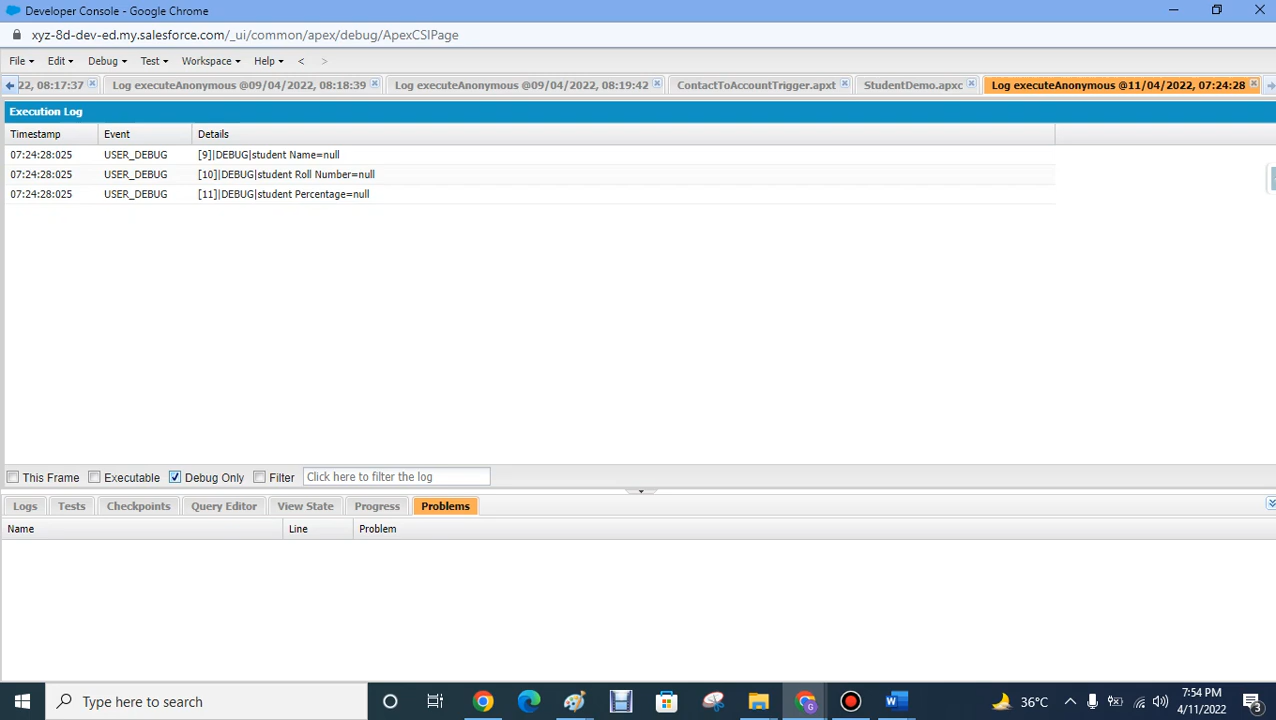 Developer Console - Google Chrome
xyz-8d-dev-ed.my.salesforce.com/_ui/common/apex/debug/ApexCSIPage
File Edit Debug Test Workspace Help < >
22, 08:17:37 Log executeAnonymous @09/04/2022, 08:18:39 Log executeAnonymous @09/04/2022, 08:19:42 ContactToAccountTrigger.apxt StudentDemo.apxc Log executeAnonymous @11/04/2022, 07:24:28
Execution Log
Timestamp Event Details
07:24:28:025 USER_DEBUG [9]|DEBUG|student Name=null
07:24:28:025 USER_DEBUG [10]|DEBUG|student Roll Number=null
07:24:28:025 USER_DEBUG [11]|DEBUG|student Percentage=null
This Frame Executable Debug Only Filter Click here to filter the log
Logs Tests Checkpoints Query Editor View State Progress Problems
Name Line Problem
Type here to search
36°C
7:54 PM
4/11/2022
3